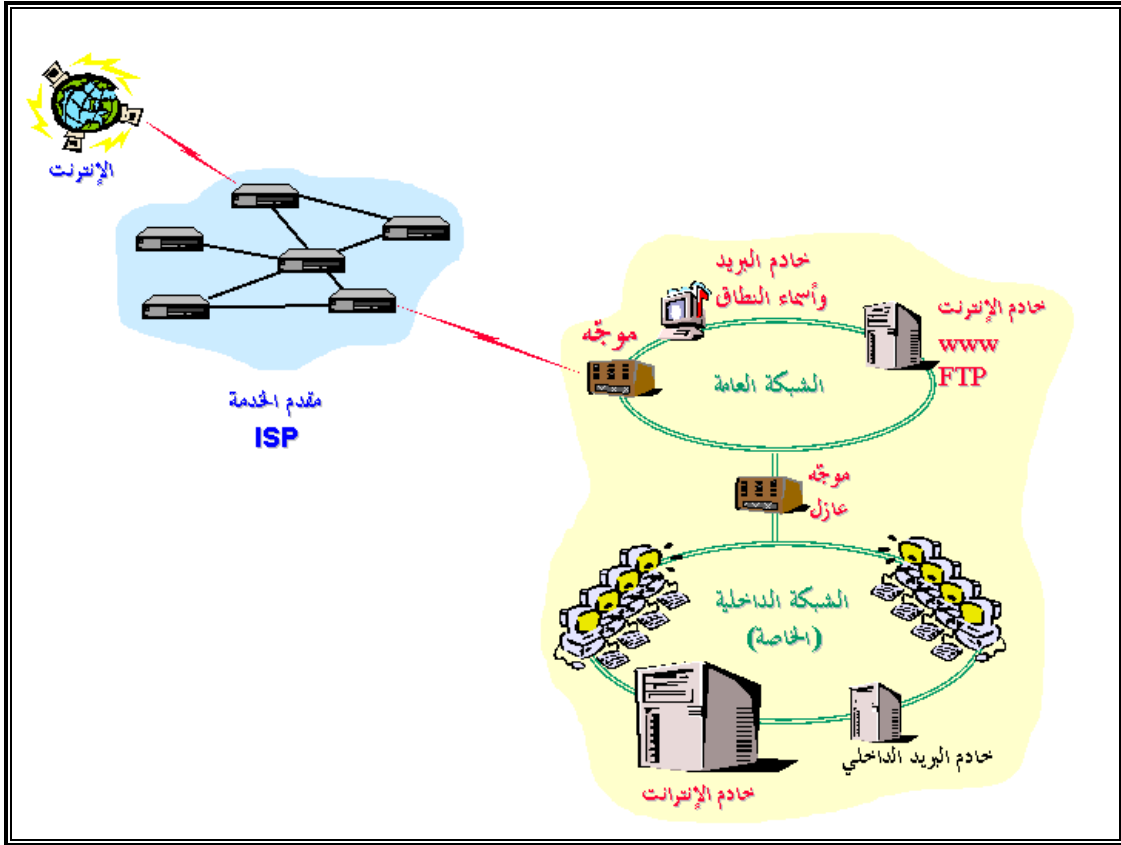 الإنترنت
مقدم الخدمة
ISP
خادم البريد
وأسماء النطاق
خادم الإنترنت
www
FTP
موجّه
الشبكة العامة
موجّه
عازل
الشبكة الداخلية
(الخاصة)
خادم البريد الداخلي
خادم الإنترانت